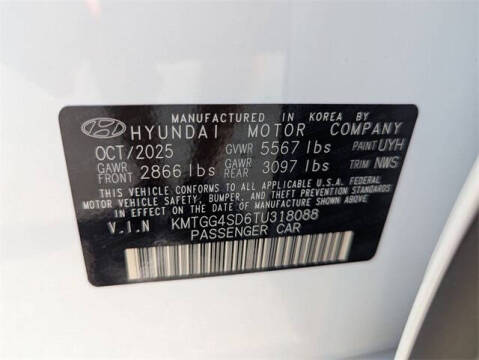 MANUFACTURED IN KOREA BY
HYUNDAI MOTOR COMPANY
OCT/2025 GVWR 5567 lbs PAINT UYH
GAWR FRONT 2866 lbs GAWR REAR 3097 lbs TRIM NWS
THIS VEHICLE CONFORMS TO ALL APPLICABLE U.S.A. FEDERAL
MOTOR VEHICLE SAFETY, BUMPER, AND THEFT PREVENTION STANDARDS
IN EFFECT ON THE DATE OF MANUFACTURE SHOWN ABOVE.
V.I.N KMTGG4SD6TU318088
PASSENGER CAR